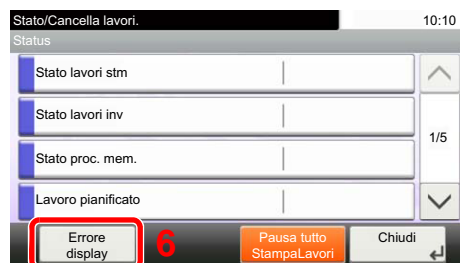 Stato/Cancella lavori. 10:10
Status
Stato lavori stm
Stato lavori inv
1/5
Stato proc. mem.
Lavoro pianificato
Errore
display
6
Pausa tutto
StampaLavori
Chiudi